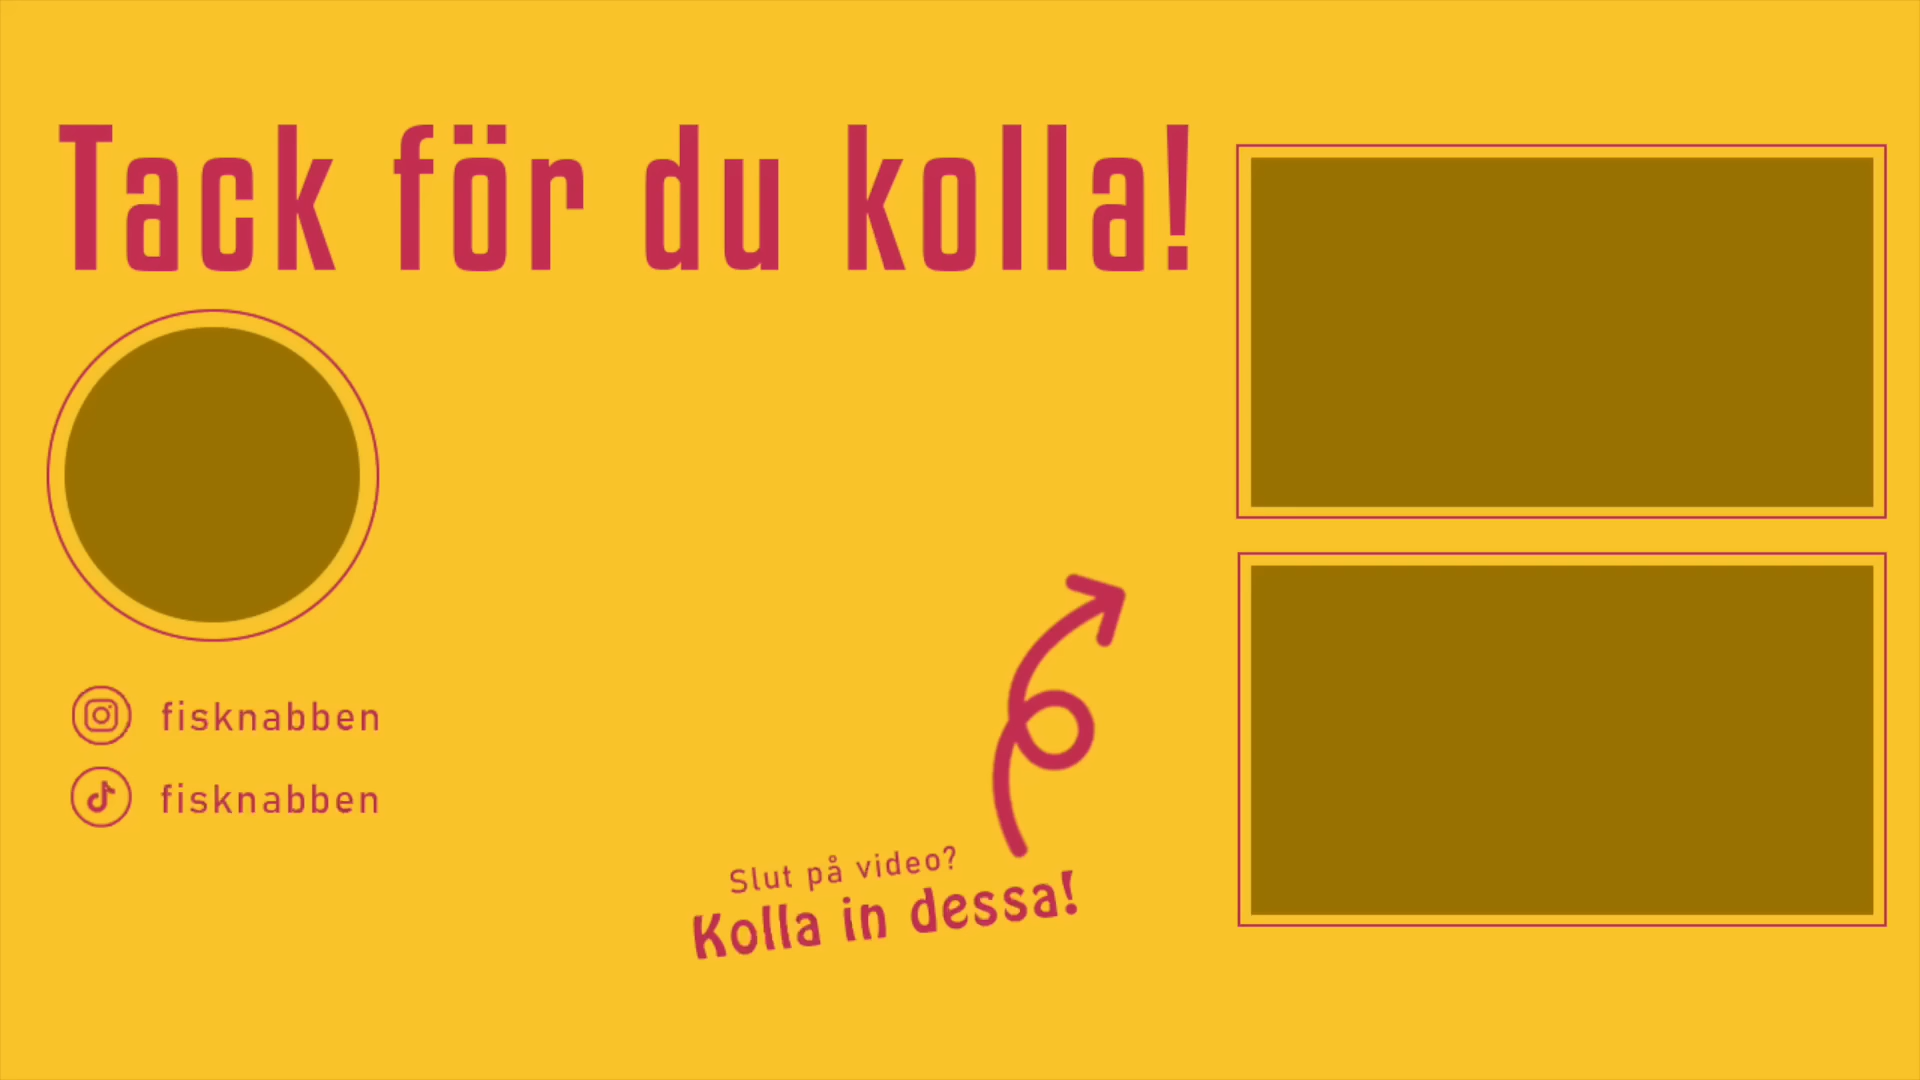 Tack för du kolla!
fisknabben
fisknabben
Slut på video?
Kolla in dessa!